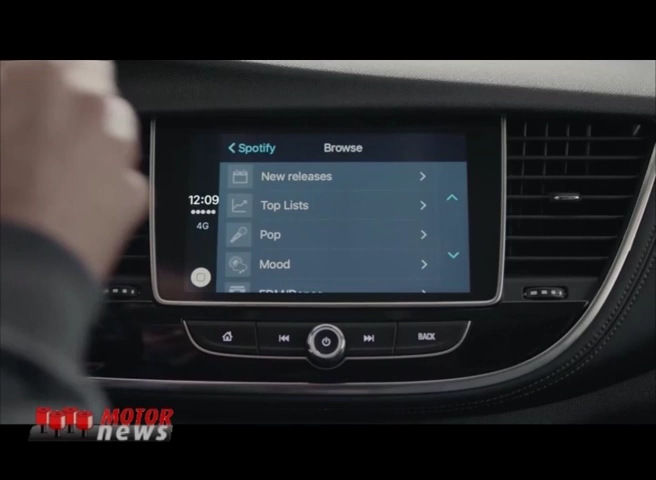 Spotify
Browse
New releases
12:09
Top Lists
4G
Pop
Mood
BACK
MOTOR
news